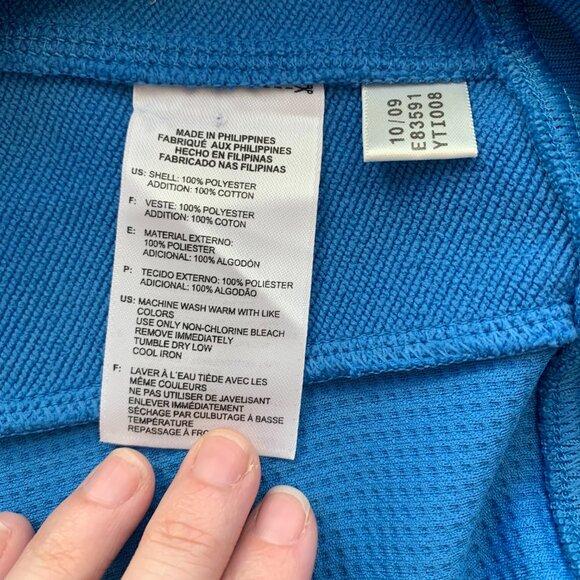 MADE IN PHILIPPINES
FABRIQUÉ AUX PHILIPPINES
HECHO EN FILIPINAS
FABRICADO NAS FILIPINAS
US: SHELL: 100% POLYESTER
ADDITION: 100% COTTON
F: VESTE: 100% POLYESTER
ADDITION: 100% COTON
E: MATERIAL EXTERNO:
100% POLIESTER
ADICIONAL: 100% ALGODÓN
P: TECIDO EXTERNO: 100% POLIÉSTER
ADICIONAL: 100% ALGODÃO
US: MACHINE WASH WARM WITH LIKE
COLORS
USE ONLY NON-CHLORINE BLEACH
REMOVE IMMEDIATELY
TUMBLE DRY LOW
COOL IRON
F: LAVER À L'EAU TIÈDE AVEC LES
MÊME COULEURS
NE PAS UTILISER DE JAVELISANT
ENLEVER IMMÉDIATEMENT
SÉCHAGE PAR CULBUTAGE À BASSE
TEMPÉRATURE
REPASSAGE À
10/09
E83591
YTI008